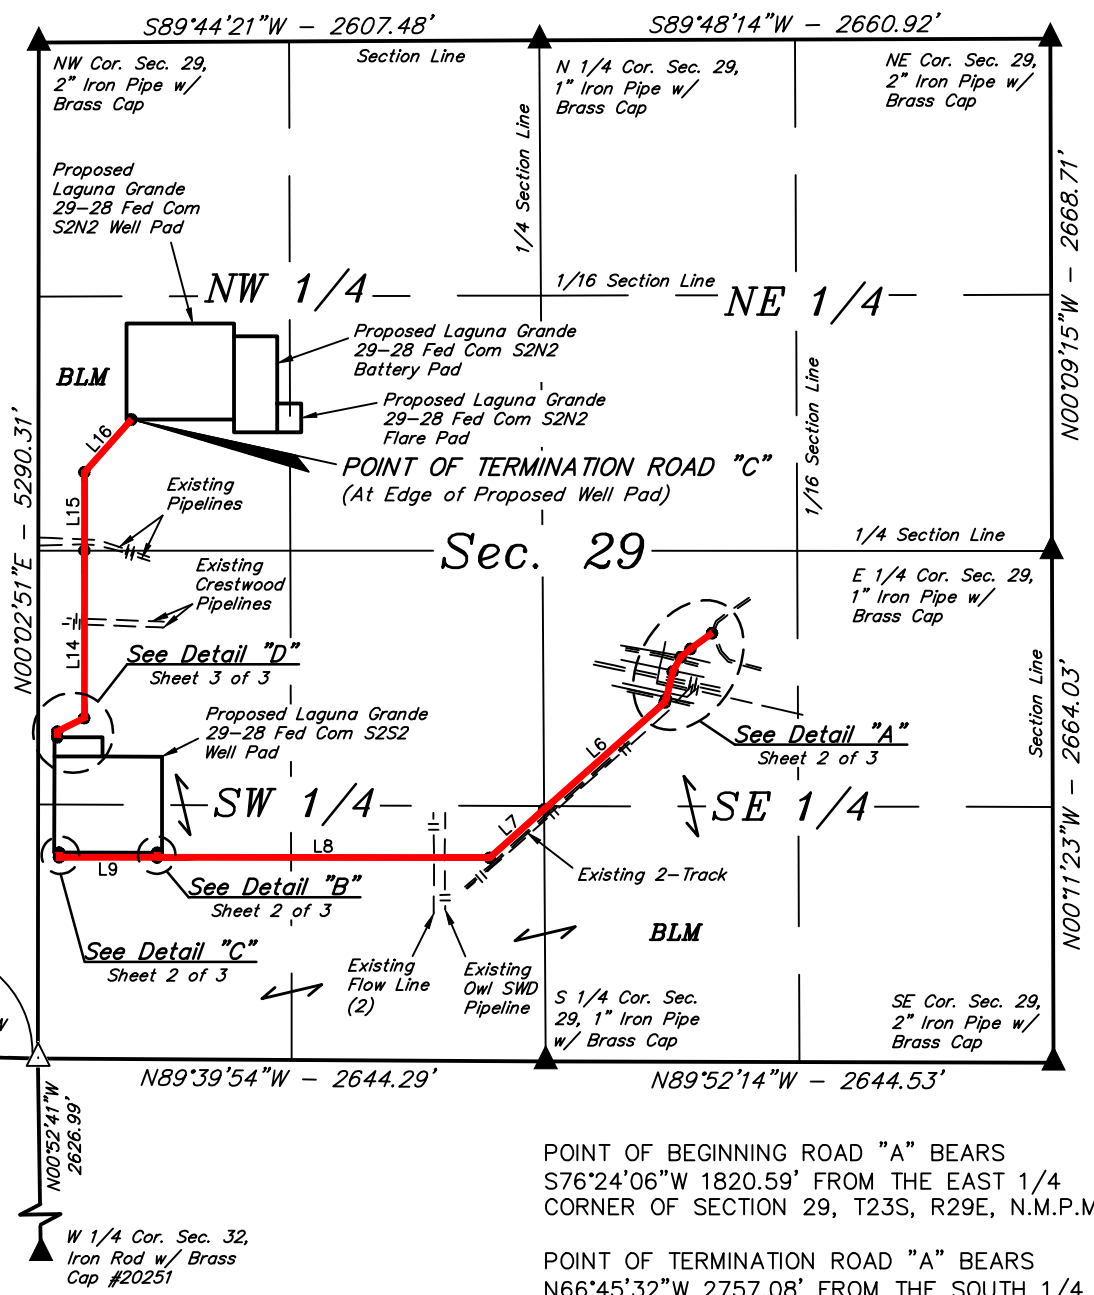 S89°44'21"W – 2607.48'
S89°48'14"W – 2660.92'
Section Line
NW Cor. Sec. 29,
2" Iron Pipe w/
Brass Cap
N 1/4 Cor. Sec. 29,
1" Iron Pipe w/
Brass Cap
NE Cor. Sec. 29,
2" Iron Pipe w/
Brass Cap
1/4 Section Line
N00°09'15"W – 2668.71'
Proposed
Laguna Grande
29–28 Fed Com
S2N2 Well Pad
NW 1/4
1/16 Section Line
NE 1/4
Proposed Laguna Grande
29–28 Fed Com S2N2
Battery Pad
BLM
Proposed Laguna Grande
29–28 Fed Com S2N2
Flare Pad
1/16 Section Line
N00°02'51"E – 5290.31'
L16
POINT OF TERMINATION ROAD "C"
(At Edge of Proposed Well Pad)
Existing
Pipelines
L15
Sec. 29
1/4 Section Line
Existing
Crestwood
Pipelines
E 1/4 Cor. Sec. 29,
1" Iron Pipe w/
Brass Cap
L14
See Detail "D"
Sheet 3 of 3
Section Line
N00°11'23"W – 2664.03'
Proposed Laguna Grande
29–28 Fed Com S2S2
Well Pad
L6
See Detail "A"
Sheet 2 of 3
SW 1/4
SE 1/4
L7
L8
L9
Existing 2–Track
See Detail "B"
Sheet 2 of 3
See Detail "C"
Sheet 2 of 3
BLM
Existing
Flow Line
(2)
Existing
Owl SWD
Pipeline
S 1/4 Cor. Sec.
29, 1" Iron Pipe
w/ Brass Cap
SE Cor. Sec. 29,
2" Iron Pipe w/
Brass Cap
W
N89°39'54"W – 2644.29'
N89°52'14"W – 2644.53'
N00°52'41"W
2626.99'
W 1/4 Cor. Sec. 32,
Iron Rod w/ Brass
Cap #20251
POINT OF BEGINNING ROAD "A" BEARS
S76°24'06"W 1820.59' FROM THE EAST 1/4
CORNER OF SECTION 29, T23S, R29E, N.M.P.M
POINT OF TERMINATION ROAD "A" BEARS
N66°45'32"W 2757.08' FROM THE SOUTH 1/4